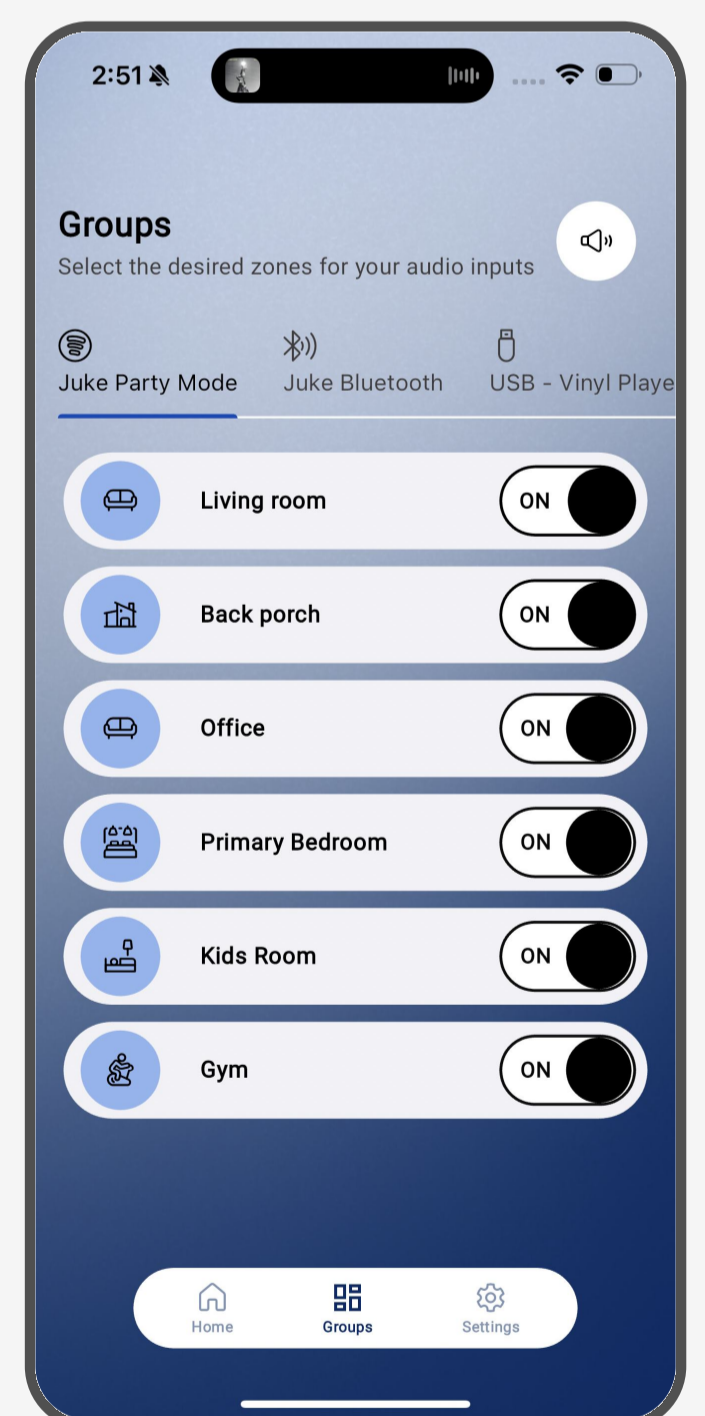 2:51
Groups
Select the desired zones for your audio inputs
Juke Party Mode
Juke Bluetooth
USB - Vinyl Playe
Living room
ON
Back porch
ON
Office
ON
Primary Bedroom
ON
Kids Room
ON
Gym
ON
Home
Groups
Settings